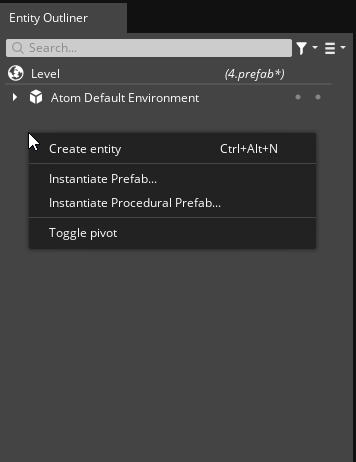 Entity Outliner
Search...
Level (4.prefab*)
Atom Default Environment
Create entity Ctrl+Alt+N
Instantiate Prefab...
Instantiate Procedural Prefab...
Toggle pivot